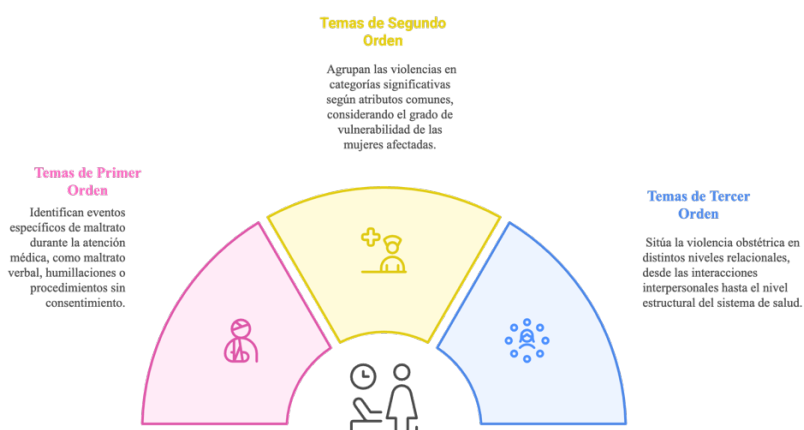 Temas de Segundo
Orden
Agrupan las violencias en
categorías significativas
según atributos comunes,
considerando el grado de
vulnerabilidad de las
mujeres afectadas.
Temas de Primer
Orden
Identifican eventos
específicos de maltrato
durante la atención
médica, como maltrato
verbal, humillaciones o
procedimientos sin
consentimiento.
Temas de Tercer
Orden
Sitúa la violencia obstétrica en
distintos niveles relacionales,
desde las interacciones
interpersonales hasta el nivel
estructural del sistema de salud.